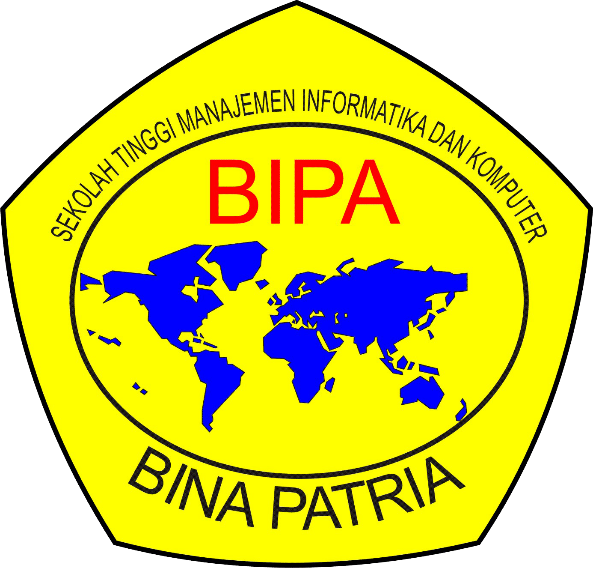 SEKOLAH TINGGI MANAJEMEN INFORMATIKA DAN KOMPUTER
BIPA
BINA PATRIA